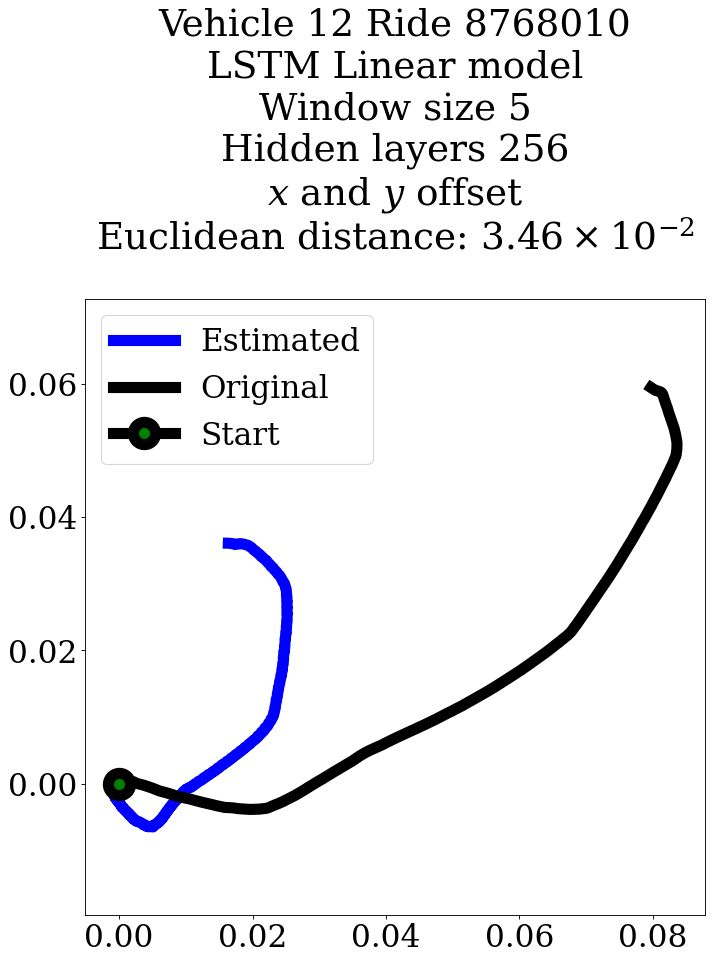 Vehicle 12 Ride 8768010
LSTM Linear model
Window size 5
Hidden layers 256
x and y offset
Euclidean distance: 3.46 × 10⁻²
Estimated
Original
Start
0.06
0.04
0.02
0.00
0.00 0.02 0.04 0.06 0.08